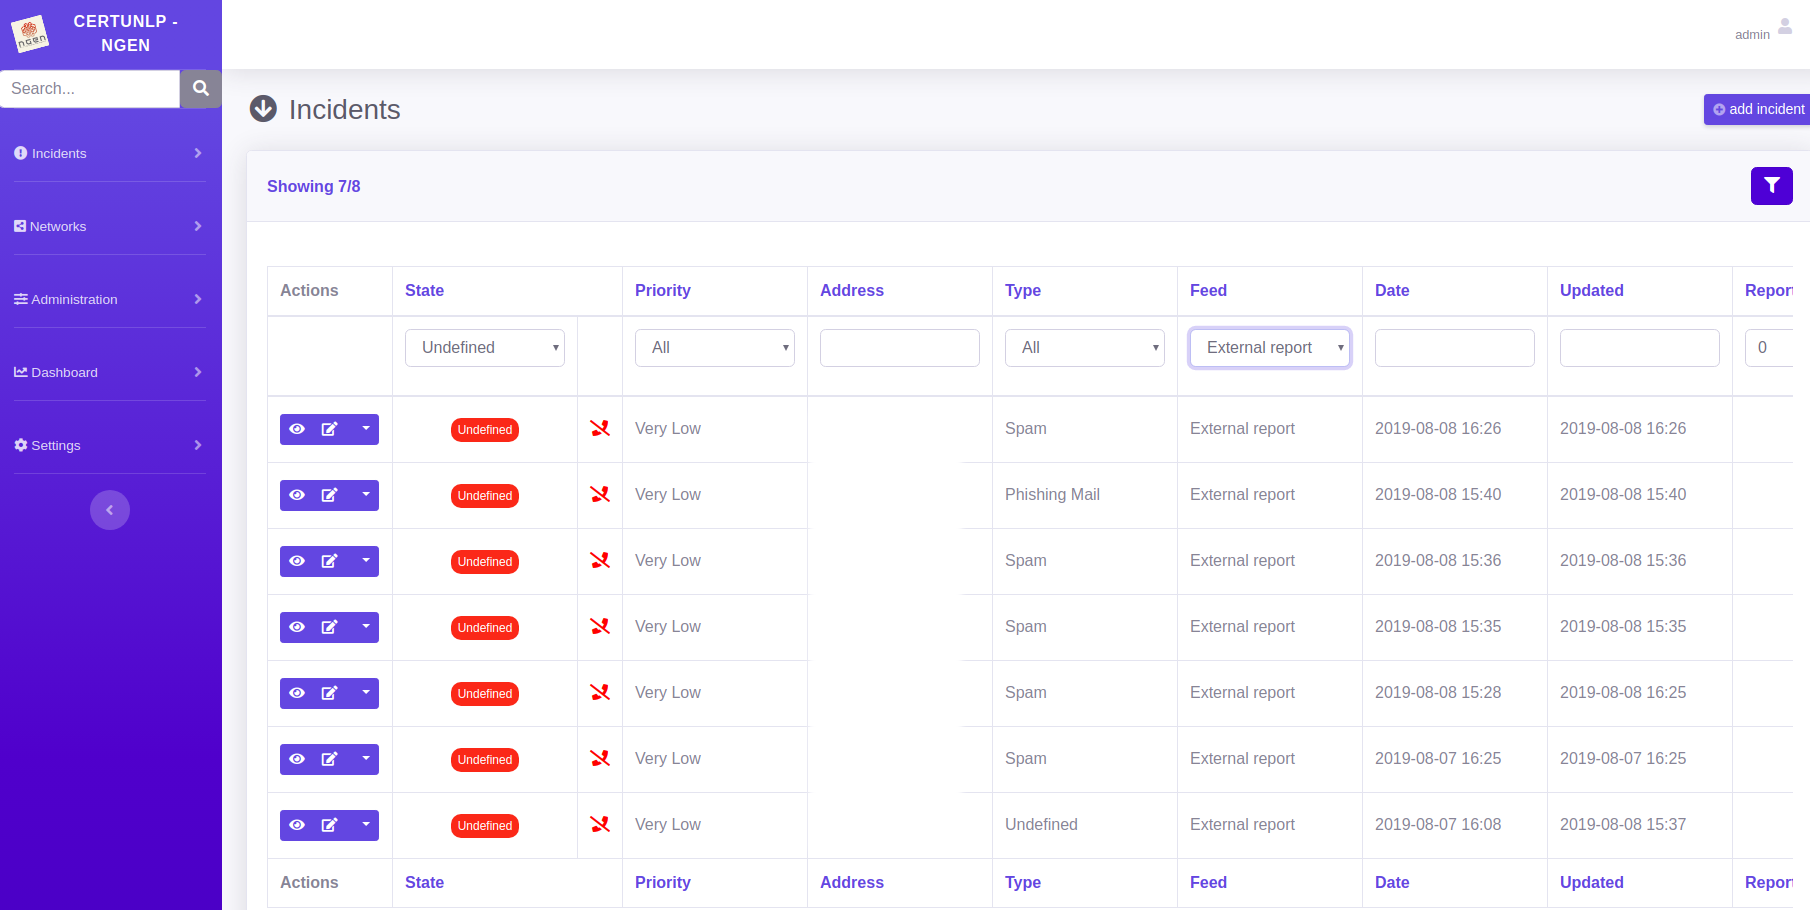 CERTUNLP -
NGEN
NGEN
admin
Search...
Incidents
add incident
Incidents
Showing 7/8
Networks
Administration
Dashboard
Settings
Actions State Priority Address Type Feed Date Updated Report
Undefined All All External report 0
Undefined Very Low Spam External report 2019-08-08 16:26 2019-08-08 16:26
Undefined Very Low Phishing Mail External report 2019-08-08 15:40 2019-08-08 15:40
Undefined Very Low Spam External report 2019-08-08 15:36 2019-08-08 15:36
Undefined Very Low Spam External report 2019-08-08 15:35 2019-08-08 15:35
Undefined Very Low Spam External report 2019-08-08 15:28 2019-08-08 16:25
Undefined Very Low Spam External report 2019-08-07 16:25 2019-08-07 16:25
Undefined Very Low Undefined External report 2019-08-07 16:08 2019-08-08 15:37
Actions State Priority Address Type Feed Date Updated Report